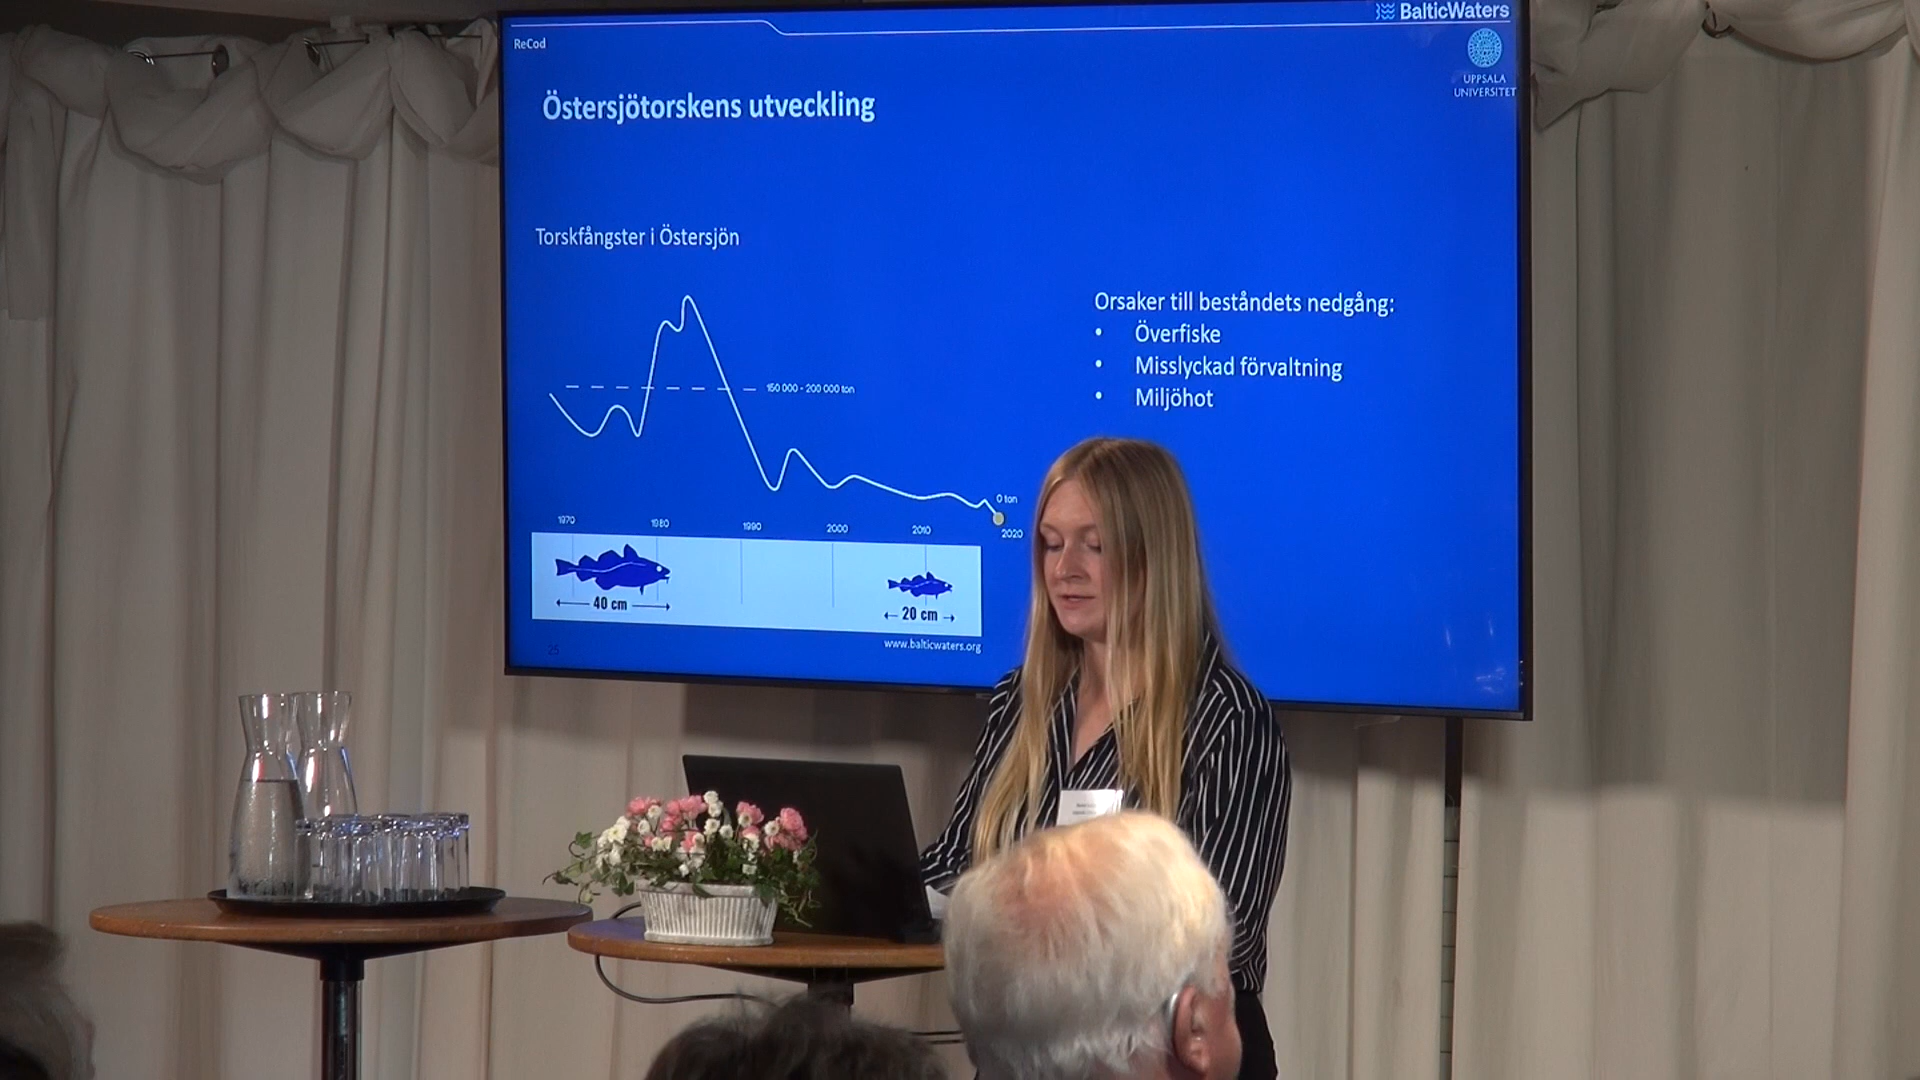 BalticWaters
ReCod
UPPSALA
UNIVERSITET
Östersjötorskens utveckling
Torskfångster i Östersjön
150 000 - 200 000 ton
0 ton
1970
1980
1990
2000
2010
2020
40 cm
20 cm
www.balticwaters.org
25
Orsaker till beståndets nedgång:
• Överfiske
• Misslyckad förvaltning
• Miljöhot